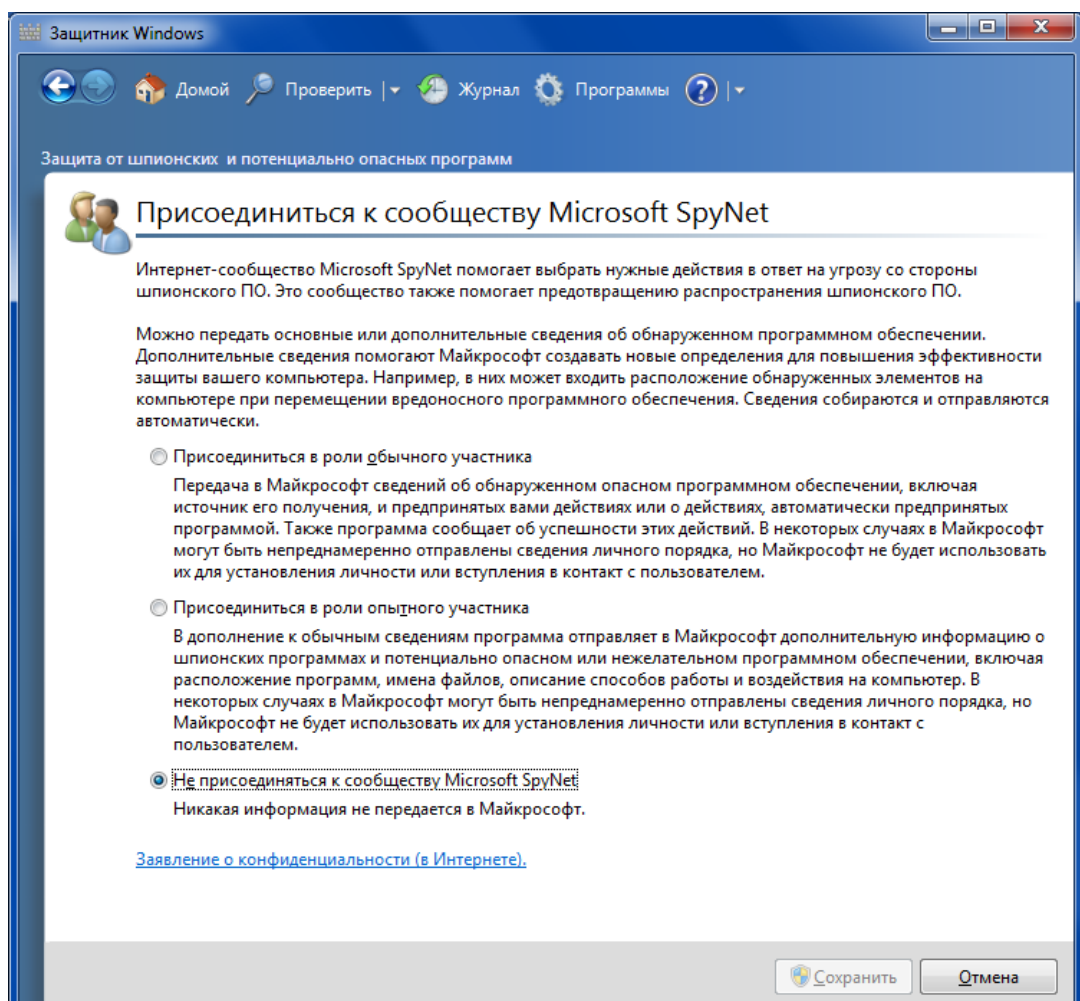 Защитник Windows
Домой Проверить Журнал Программы ?
Защита от шпионских и потенциально опасных программ
Присоединиться к сообществу Microsoft SpyNet
Интернет-сообщество Microsoft SpyNet помогает выбрать нужные действия в ответ на угрозу со стороны
шпионского ПО. Это сообщество также помогает предотвращению распространения шпионского ПО.
Можно передать основные или дополнительные сведения об обнаруженном программном обеспечении.
Дополнительные сведения помогают Майкрософт создавать новые определения для повышения эффективности
защиты вашего компьютера. Например, в них может входить расположение обнаруженных элементов на
компьютере при перемещении вредоносного программного обеспечения. Сведения собираются и отправляются
автоматически.
Присоединиться в роли обычного участника
Передача в Майкрософт сведений об обнаруженном опасном программном обеспечении, включая
источник его получения, и предпринятых вами действиях или о действиях, автоматически предпринятых
программой. Также программа сообщает об успешности этих действий. В некоторых случаях в Майкрософт
могут быть непреднамеренно отправлены сведения личного порядка, но Майкрософт не будет использовать
их для установления личности или вступления в контакт с пользователем.
Присоединиться в роли опытного участника
В дополнение к обычным сведениям программа отправляет в Майкрософт дополнительную информацию о
шпионских программах и потенциально опасном или нежелательном программном обеспечении, включая
расположение программ, имена файлов, описание способов работы и воздействия на компьютер. В
некоторых случаях в Майкрософт могут быть непреднамеренно отправлены сведения личного порядка, но
Майкрософт не будет использовать их для установления личности или вступления в контакт с
пользователем.
Не присоединяться к сообществу Microsoft SpyNet
Никакая информация не передается в Майкрософт.
Заявление о конфиденциальности (в Интернете).
Сохранить Отмена